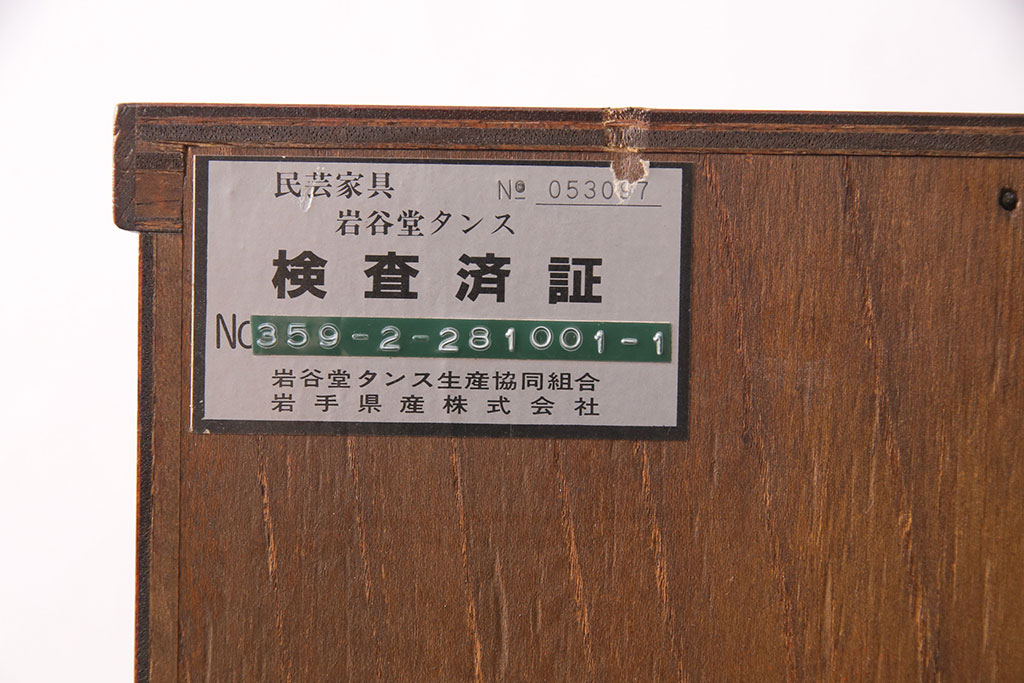 民芸家具 № 053097
岩谷堂タンス
検査済証
No 359-2-281001-1
岩谷堂タンス生産協同組合
岩手県産株式会社